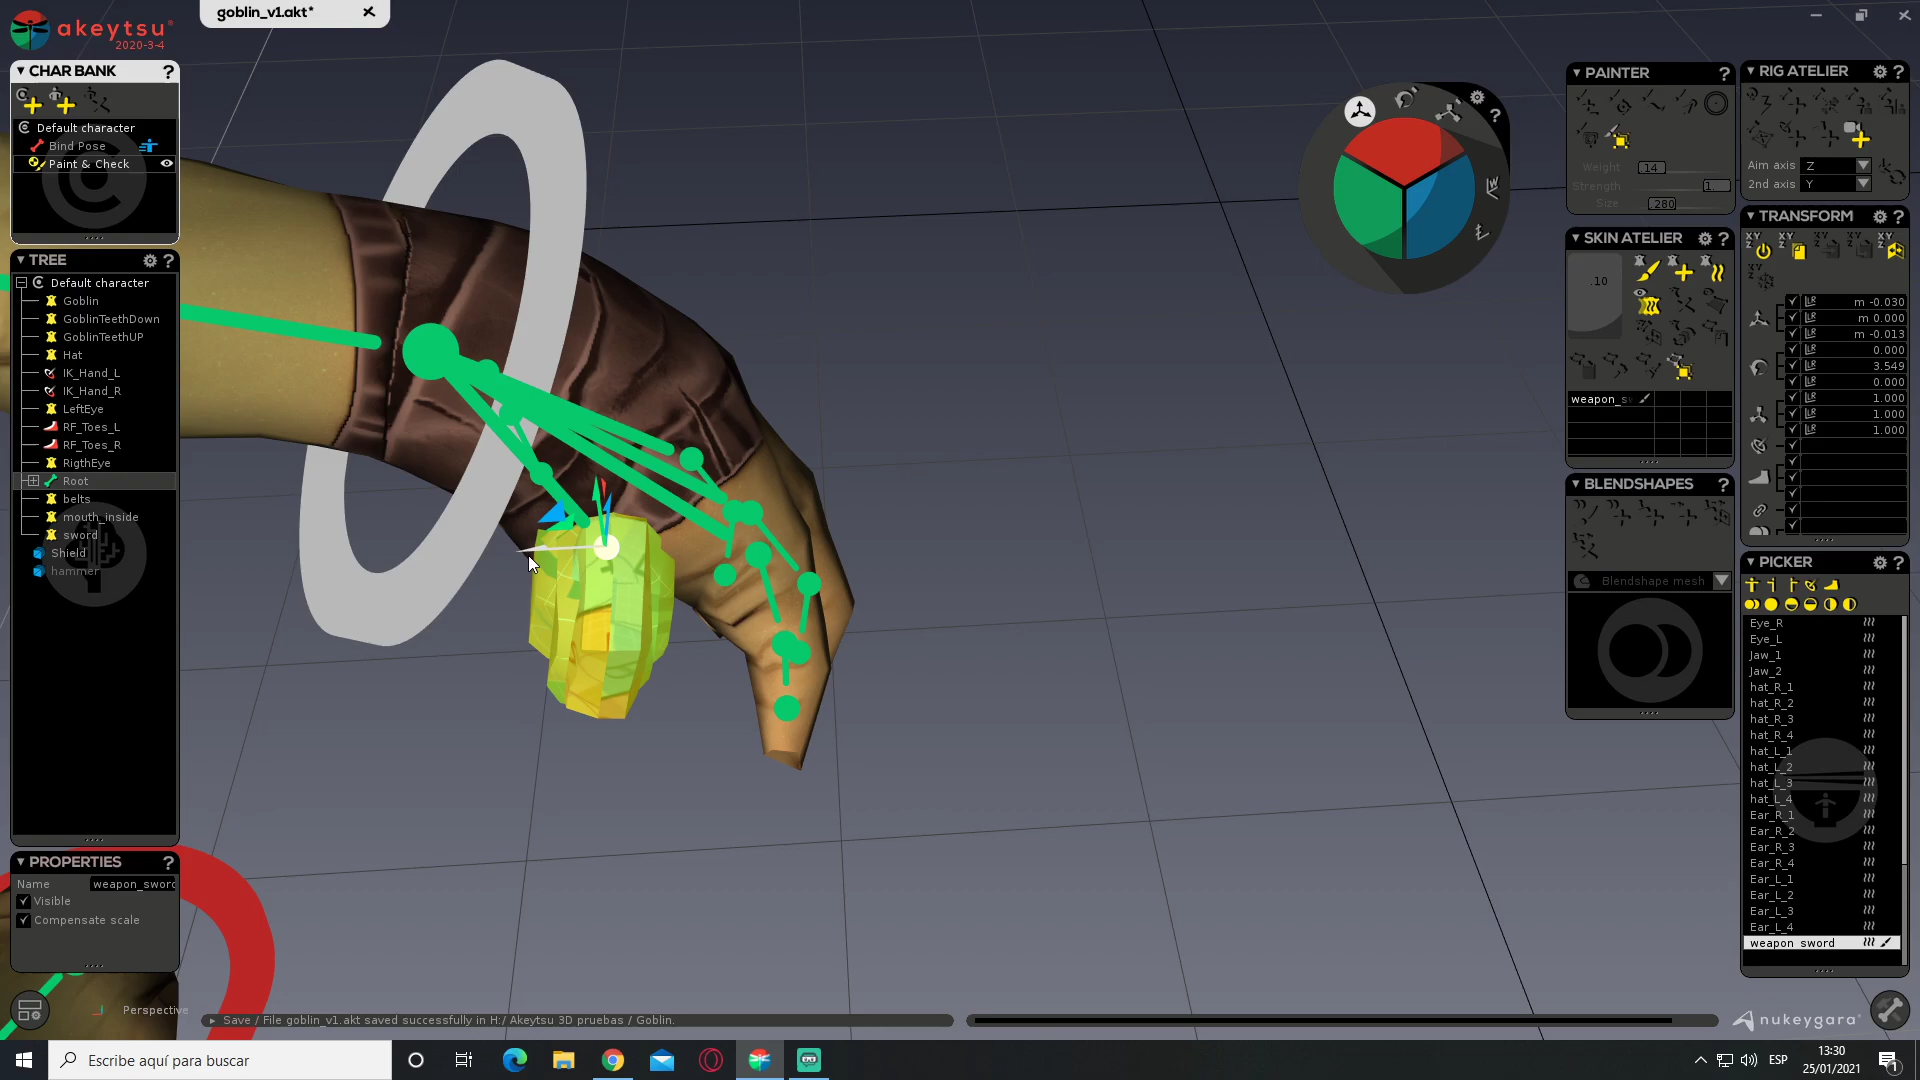 goblin_v1.akt*
akeytsu
2020-3-4
CHAR BANK
?
Default character
Bind Pose
Paint & Check
TREE
?
Default character
Goblin
GoblinTeethDown
GoblinTeethUP
Hat
IK_Hand_L
IK_Hand_R
LeftEye
RF_Toes_L
RF_Toes_R
RigthEye
Root
belts
mouth_inside
sword
Shield
hammer
PROPERTIES
?
Name weapon_sword
Visible
Compensate scale
Perspective
Save / File goblin_v1.akt saved successfully in H:/ Akeytsu 3D pruebas / Goblin.
?
PAINTER
?
Weight .14
Strength 1.
Size .280
SKIN ATELIER
?
.10
weapon_s
BLENDSHAPES
?
Blendshape mesh
RIG ATELIER
?
Aim axis Z
2nd axis Y
TRANSFORM
?
m -0.030
m 0.000
m -0.013
0.000
3.549
0.000
1.000
1.000
1.000
PICKER
?
Eye_R
Eye_L
Jaw_1
Jaw_2
hat_R_1
hat_R_2
hat_R_3
hat_R_4
hat_L_1
hat_L_2
hat_L_3
hat_L_4
Ear_R_1
Ear_R_2
Ear_R_3
Ear_R_4
Ear_L_1
Ear_L_2
Ear_L_3
Ear_L_4
weapon_sword
nukeygara
Escribe aquí para buscar
ESP
13:30
25/01/2021
1